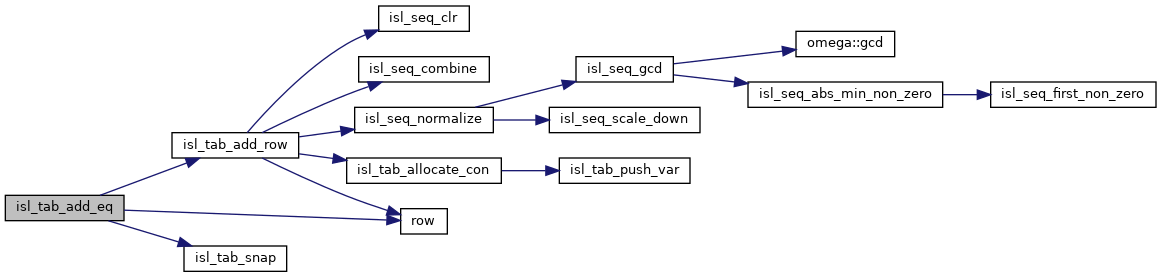 isl_seq_clr
omega::gcd
isl_seq_combine
isl_seq_gcd
isl_seq_abs_min_non_zero
isl_seq_first_non_zero
isl_seq_normalize
isl_seq_scale_down
isl_tab_add_row
isl_tab_allocate_con
isl_tab_push_var
isl_tab_add_eq
row
isl_tab_snap